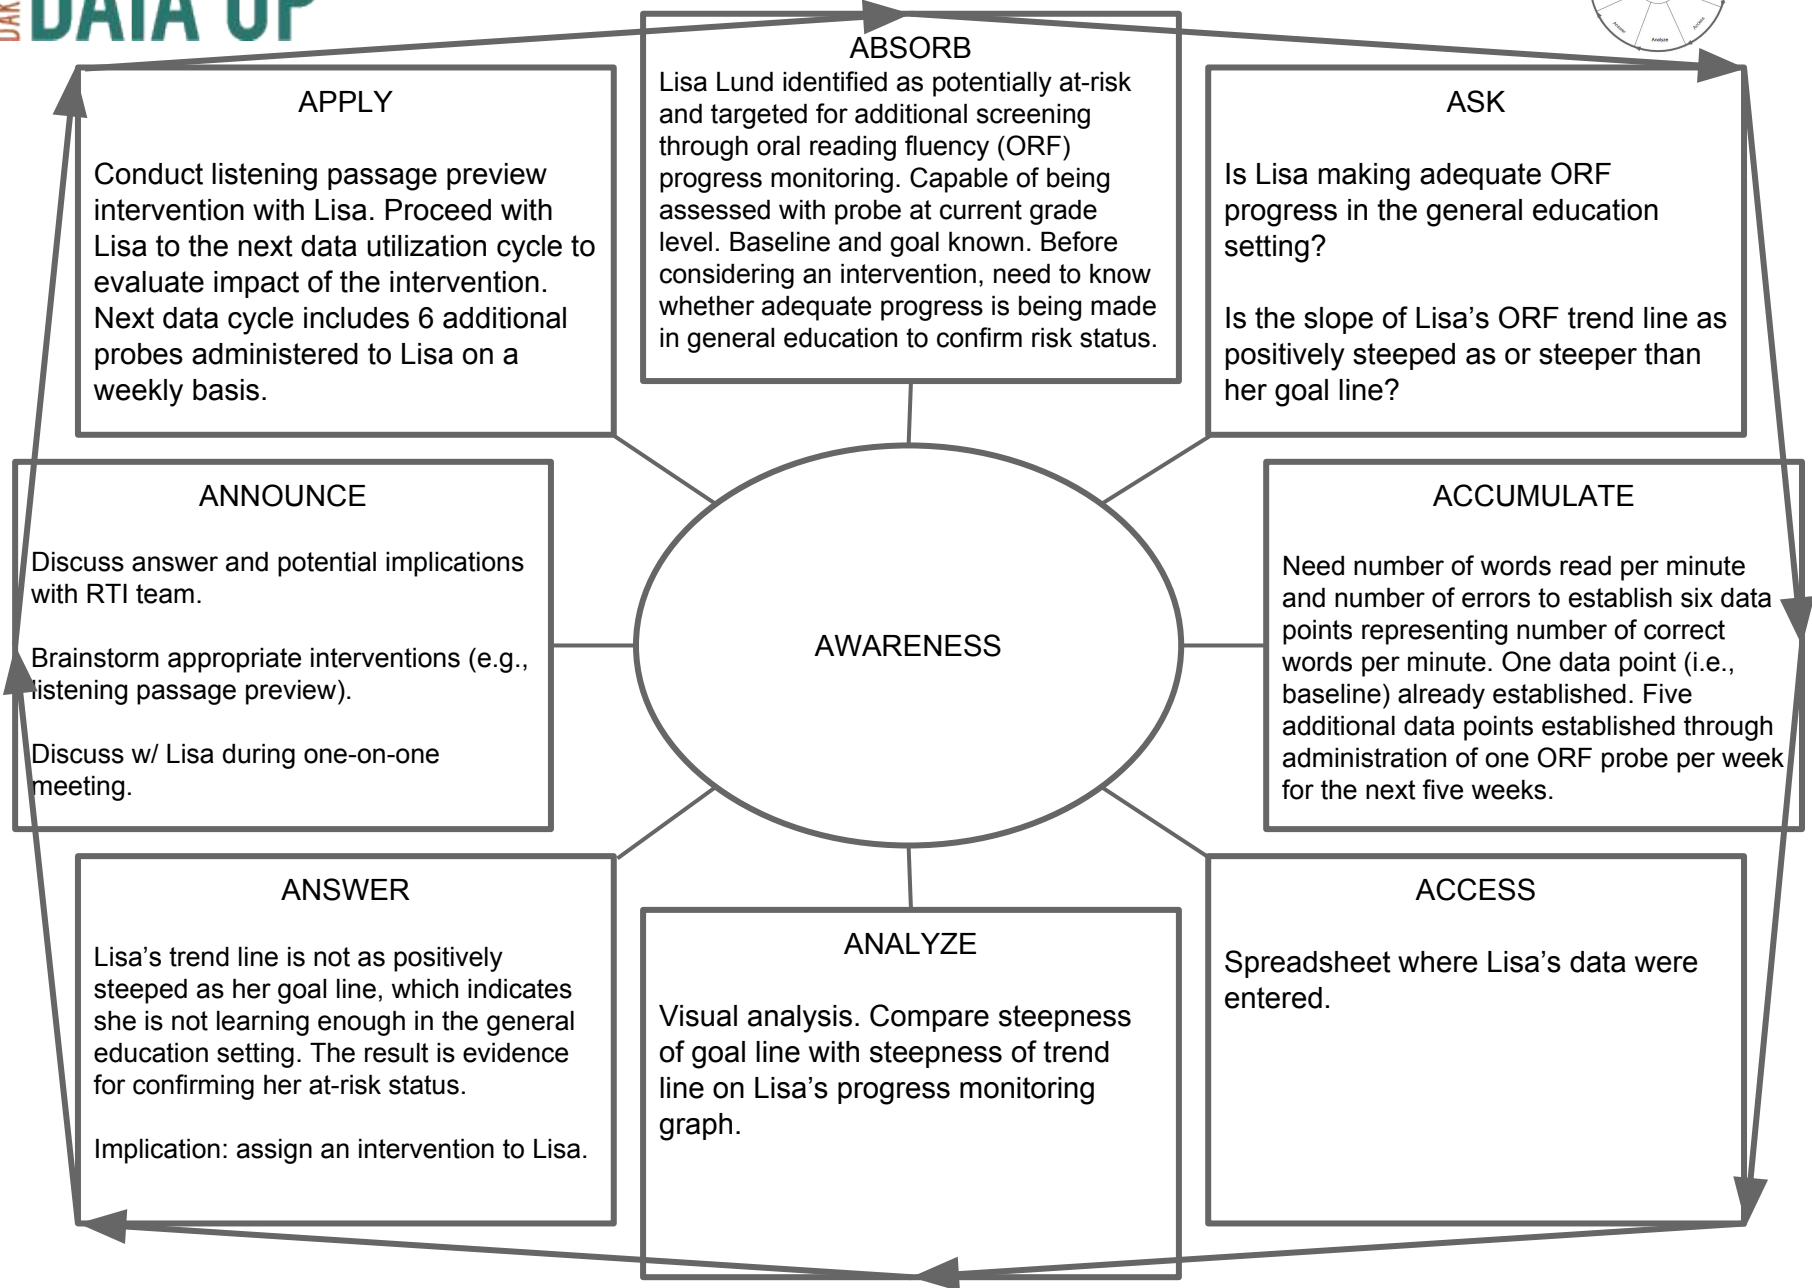 DAK
DATA UP
Answer
Analyze
Access
ABSORB
Lisa Lund identified as potentially at-risk
and targeted for additional screening
through oral reading fluency (ORF)
progress monitoring. Capable of being
assessed with probe at current grade
level. Baseline and goal known. Before
considering an intervention, need to know
whether adequate progress is being made
in general education to confirm risk status.
ASK
Is Lisa making adequate ORF
progress in the general education
setting?
Is the slope of Lisa’s ORF trend line as
positively steeped as or steeper than
her goal line?
ACCUMULATE
Need number of words read per minute
and number of errors to establish six data
points representing number of correct
words per minute. One data point (i.e.,
baseline) already established. Five
additional data points established through
administration of one ORF probe per week
for the next five weeks.
ACCESS
Spreadsheet where Lisa’s data were
entered.
ANALYZE
Visual analysis. Compare steepness
of goal line with steepness of trend
line on Lisa’s progress monitoring
graph.
ANSWER
Lisa’s trend line is not as positively
steeped as her goal line, which indicates
she is not learning enough in the general
education setting. The result is evidence
for confirming her at-risk status.
Implication: assign an intervention to Lisa.
ANNOUNCE
Discuss answer and potential implications
with RTI team.
Brainstorm appropriate interventions (e.g.,
listening passage preview).
Discuss w/ Lisa during one-on-one
meeting.
APPLY
Conduct listening passage preview
intervention with Lisa. Proceed with
Lisa to the next data utilization cycle to
evaluate impact of the intervention.
Next data cycle includes 6 additional
probes administered to Lisa on a
weekly basis.
AWARENESS